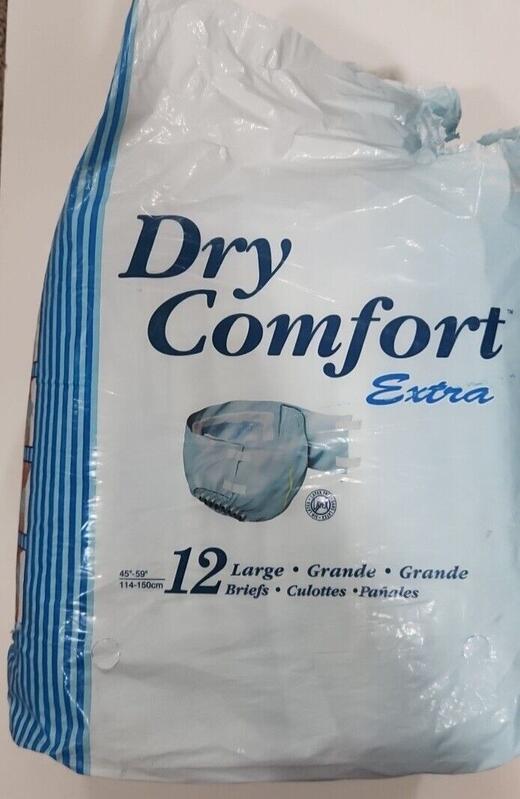 Dry
Comfort™
Extra
45"-59"
114-150cm
12
Large • Grande • Grande
Briefs • Culottes •Pañales